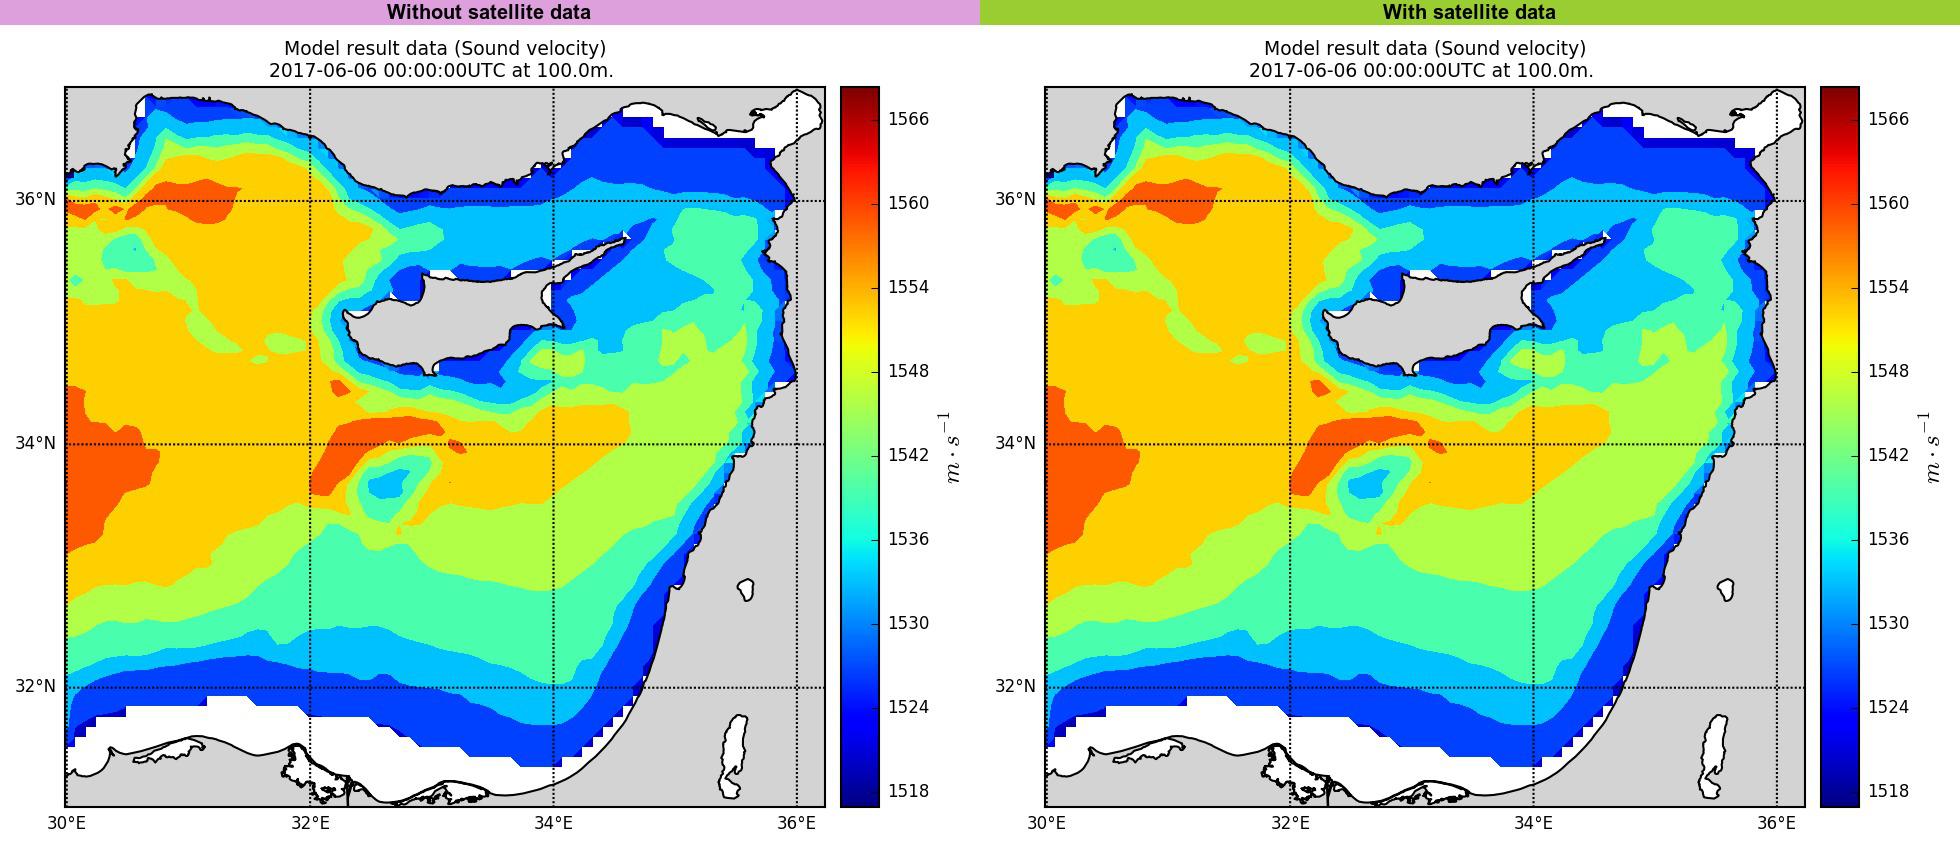 Without satellite data
With satellite data
Model result data (Sound velocity)
2017-06-06 00:00:00UTC at 100.0m.
36°N
34°N
32°N
30°E
32°E
34°E
36°E
1566
1560
1554
1548
1542
1536
1530
1524
1518
m · s⁻¹
Model result data (Sound velocity)
2017-06-06 00:00:00UTC at 100.0m.
36°N
34°N
32°N
30°E
32°E
34°E
36°E
1566
1560
1554
1548
1542
1536
1530
1524
1518
m · s⁻¹